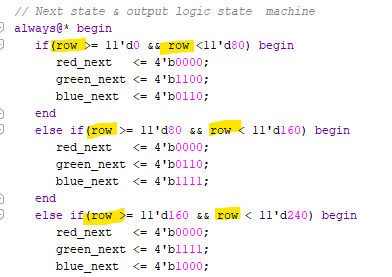 // Next state & output logic state  machine
always@* begin
if(row >= 11'd0 && row <11'd80) begin
red_next   <= 4'b0000;
green_next <= 4'b1100;
blue_next  <= 4'b0110;
end
else if(row >= 11'd80 && row < 11'd160) begin
red_next   <= 4'b0000;
green_next <= 4'b0110;
blue_next  <= 4'b1111;
end
else if(row >= 11'd160 && row < 11'd240) begin
red_next   <= 4'b0000;
green_next <= 4'b1111;
blue_next  <= 4'b1000;